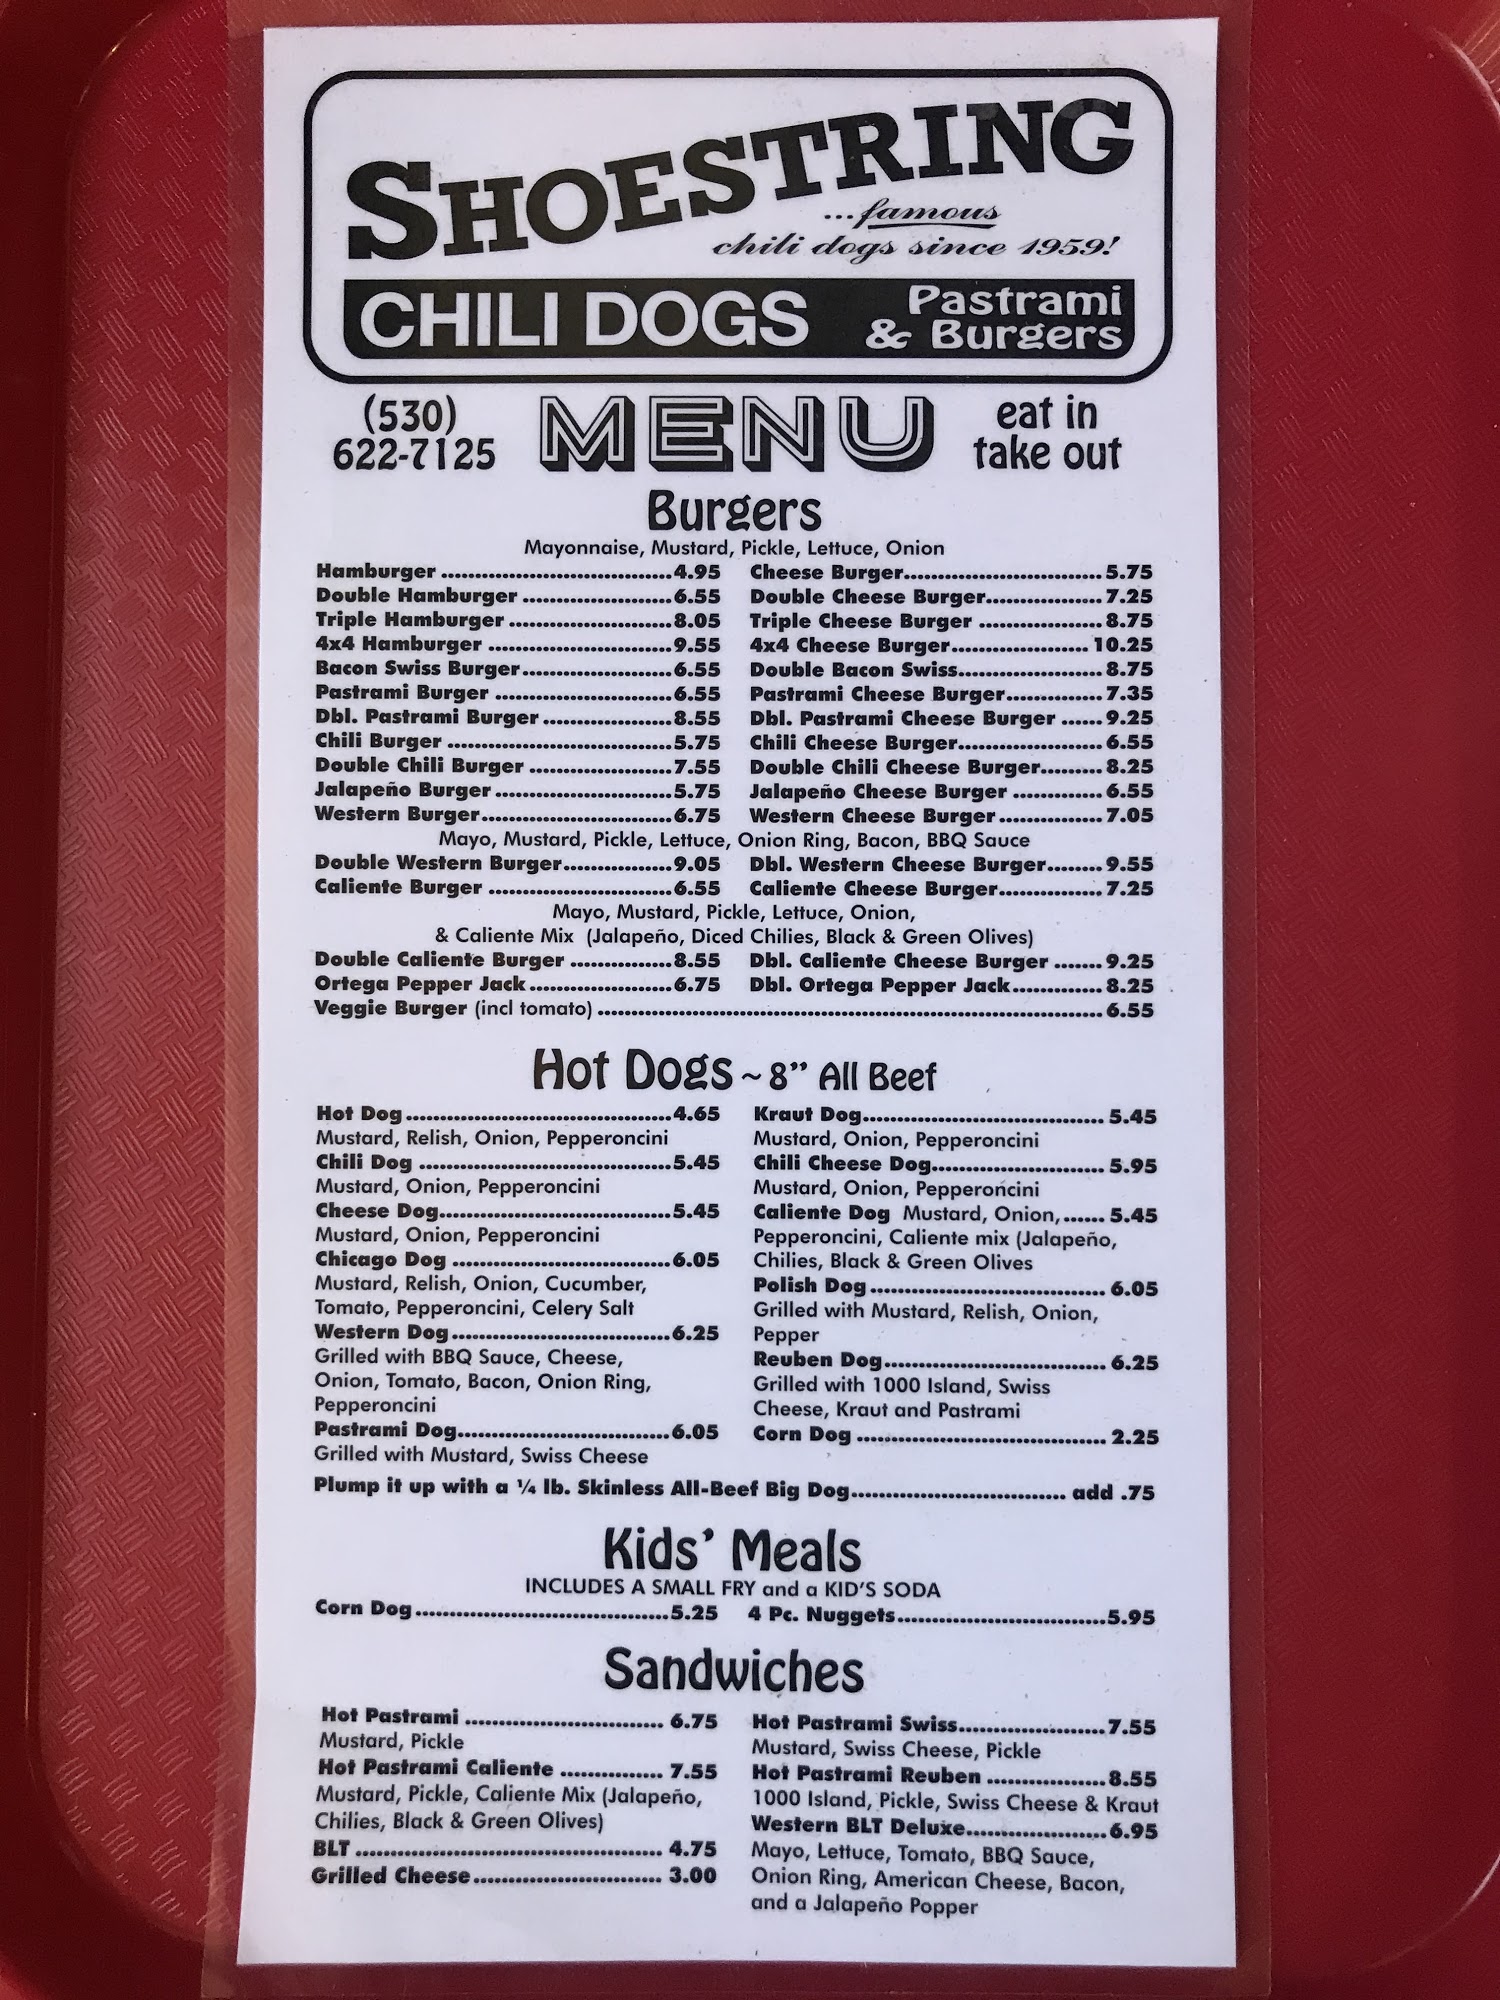 SHOESTRING
...famous
chili dogs since 1959!
CHILI DOGS Pastrami
& Burgers
(530)
622-7125
MENU
eat in
take out
Burgers
Mayonnaise, Mustard, Pickle, Lettuce, Onion
Hamburger ..........4.95 Cheese Burger..........5.75
Double Hamburger ..........6.55 Double Cheese Burger..........7.25
Triple Hamburger ..........8.05 Triple Cheese Burger ..........8.75
4x4 Hamburger ..........9.55 4x4 Cheese Burger..........10.25
Bacon Swiss Burger..........6.55 Double Bacon Swiss..........8.75
Pastrami Burger ..........6.55 Pastrami Cheese Burger..........7.35
Dbl. Pastrami Burger ..........8.55 Dbl. Pastrami Cheese Burger ......9.25
Chili Burger ..........5.75 Chili Cheese Burger..........6.55
Double Chili Burger ..........7.55 Double Chili Cheese Burger.........8.25
Jalapeño Burger ..........5.75 Jalapeño Cheese Burger ..........6.55
Western Burger..........6.75 Western Cheese Burger ..........7.05
Mayo, Mustard, Pickle, Lettuce, Onion Ring, Bacon, BBQ Sauce
Double Western Burger..........9.05 Dbl. Western Cheese Burger........9.55
Caliente Burger ..........6.55 Caliente Cheese Burger..........7.25
Mayo, Mustard, Pickle, Lettuce, Onion,
& Caliente Mix (Jalapeño, Diced Chilies, Black & Green Olives)
Double Caliente Burger ..........8.55 Dbl. Caliente Cheese Burger .......9.25
Ortega Pepper Jack ..........6.75 Dbl. Ortega Pepper Jack..........8.25
Veggie Burger (incl tomato) ..........6.55
Hot Dogs ~ 8” All Beef
Hot Dog ..........4.65
Mustard, Relish, Onion, Pepperoncini
Chili Dog ..........5.45
Mustard, Onion, Pepperoncini
Cheese Dog..........5.45
Mustard, Onion, Pepperoncini
Chicago Dog ..........6.05
Mustard, Relish, Onion, Cucumber,
Tomato, Pepperoncini, Celery Salt
Western Dog ..........6.25
Grilled with BBQ Sauce, Cheese,
Onion, Tomato, Bacon, Onion Ring,
Pepperoncini
Pastrami Dog..........6.05
Grilled with Mustard, Swiss Cheese
Kraut Dog..........5.45
Mustard, Onion, Pepperoncini
Chili Cheese Dog..........5.95
Mustard, Onion, Pepperoncini
Caliente Dog Mustard, Onion,......5.45
Pepperoncini, Caliente mix (Jalapeño,
Chilies, Black & Green Olives
Polish Dog ..........6.05
Grilled with Mustard, Relish, Onion,
Pepper
Reuben Dog..........6.25
Grilled with 1000 Island, Swiss
Cheese, Kraut and Pastrami
Corn Dog ..........2.25
Plump it up with a ¼ lb. Skinless All-Beef Big Dog.......... add .75
Kids’ Meals
INCLUDES A SMALL FRY and a KID’S SODA
Corn Dog ..........5.25 4 Pc. Nuggets..........5.95
Sandwiches
Hot Pastrami ..........6.75
Mustard, Pickle
Hot Pastrami Caliente ..........7.55
Mustard, Pickle, Caliente Mix (Jalapeño,
Chilies, Black & Green Olives)
BLT ..........4.75
Grilled Cheese ..........3.00
Hot Pastrami Swiss..........7.55
Mustard, Swiss Cheese, Pickle
Hot Pastrami Reuben ..........8.55
1000 Island, Pickle, Swiss Cheese & Kraut
Western BLT Deluxe..........6.95
Mayo, Lettuce, Tomato, BBQ Sauce,
Onion Ring, American Cheese, Bacon,
and a Jalapeño Popper